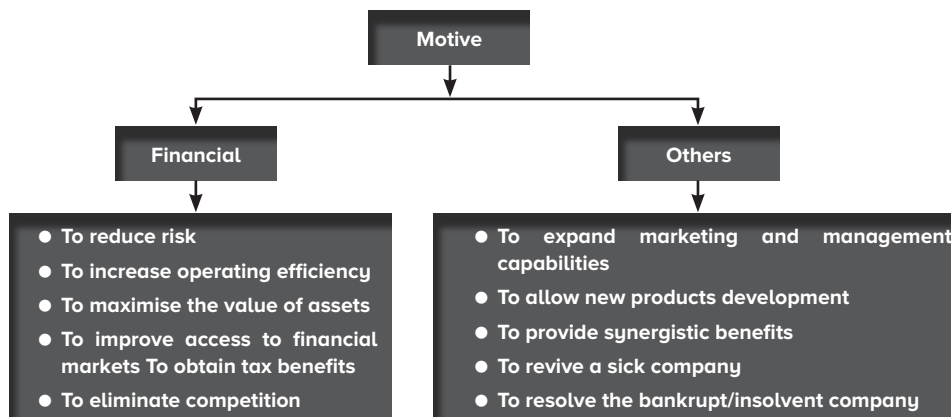 Motive
Financial
Others
● To reduce risk
● To increase operating efficiency
● To maximise the value of assets
● To improve access to financial
markets To obtain tax benefits
● To eliminate competition
● To expand marketing and management
capabilities
● To allow new products development
● To provide synergistic benefits
● To revive a sick company
● To resolve the bankrupt/insolvent company